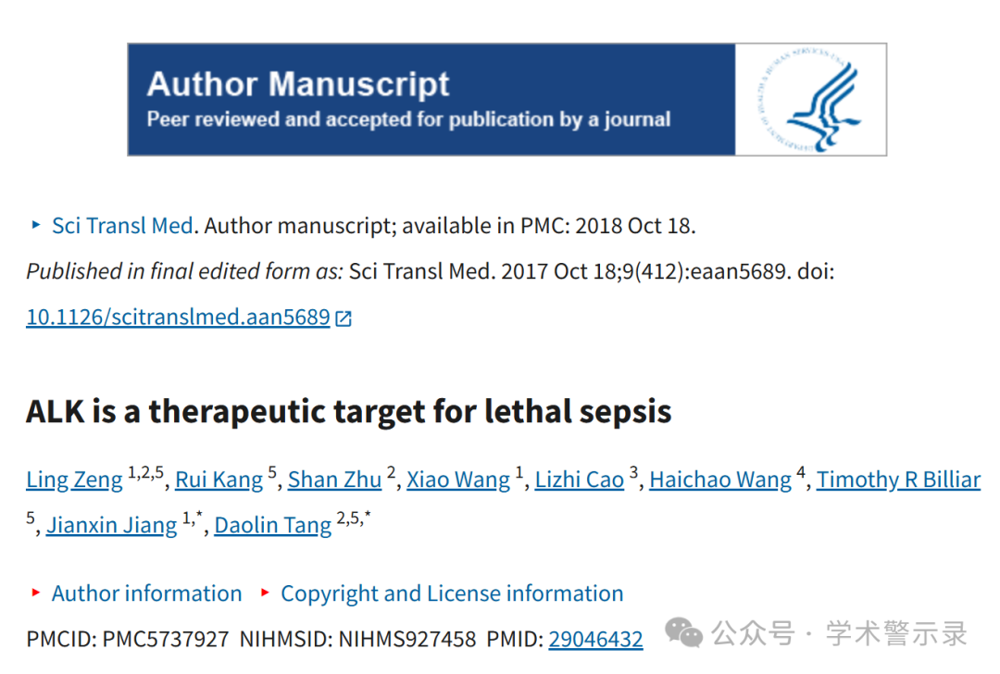 Author Manuscript
Peer reviewed and accepted for publication by a journal
Sci Transl Med. Author manuscript; available in PMC: 2018 Oct 18.
Published in final edited form as: Sci Transl Med. 2017 Oct 18;9(412):eaan5689. doi:
10.1126/scitranslmed.aan5689
ALK is a therapeutic target for lethal sepsis
Ling Zeng 1,2,5, Rui Kang 5, Shan Zhu 2, Xiao Wang 1, Lizhi Cao 3, Haichao Wang 4, Timothy R Billiar
5, Jianxin Jiang 1,*, Daolin Tang 2,5,*
Author information Copyright and License information
PMCID: PMC5737927 NIHMSID: NIHMS927458 PMID: 29046432
公众号 · 学术警示录